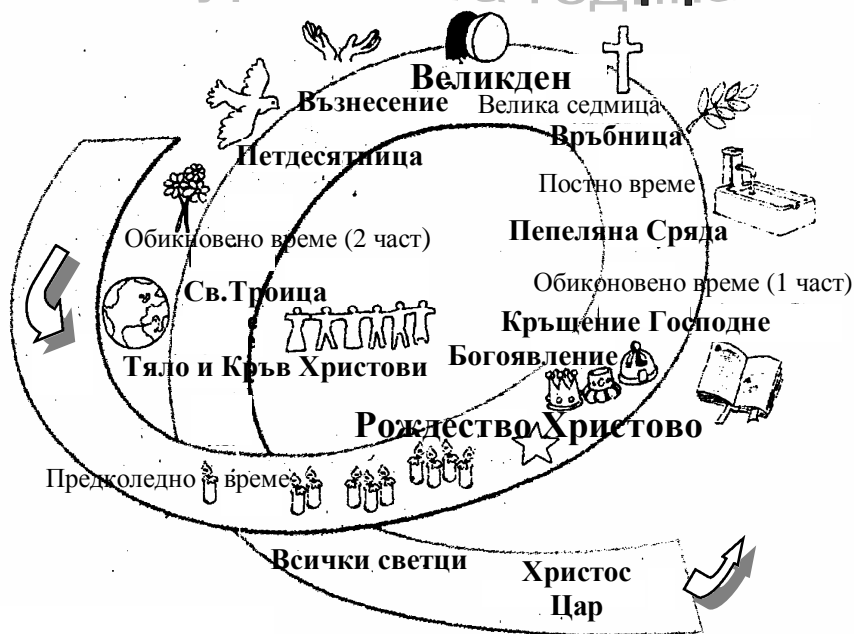 Великден
Възнесение
Велика седмица
Връбница
Петдесятница
Постно време
Обикновено време (2 част)
Пепеляна Сряда
Св.Троица
Обиконовено време (1 част)
Кръщение Господне
Тяло и Кръв Христови
Богоявление
Рождество Христово
Предколедно време
Всички светци
Христос
Цар